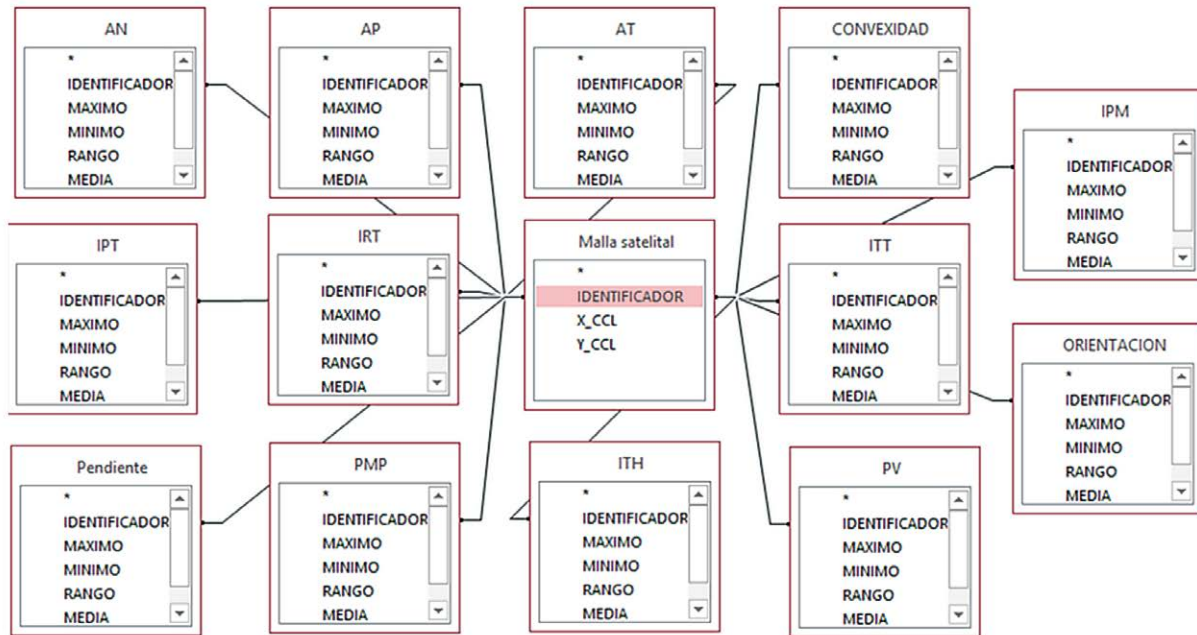 AN
*
IDENTIFICADOR
MAXIMO
MINIMO
RANGO
MEDIA
AP
*
IDENTIFICADOR
MAXIMO
MINIMO
RANGO
MEDIA
AT
*
IDENTIFICADOR
MAXIMO
MINIMO
RANGO
MEDIA
CONVEXIDAD
*
IDENTIFICADOR
MAXIMO
MINIMO
RANGO
MEDIA
IPM
*
IDENTIFICADOR
MAXIMO
MINIMO
RANGO
MEDIA
IPT
*
IDENTIFICADOR
MAXIMO
MINIMO
RANGO
MEDIA
IRT
*
IDENTIFICADOR
MAXIMO
MINIMO
RANGO
MEDIA
Malla satelital
*
IDENTIFICADOR
X_CCL
Y_CCL
ITT
*
IDENTIFICADOR
MAXIMO
MINIMO
RANGO
MEDIA
ORIENTACION
*
IDENTIFICADOR
MAXIMO
MINIMO
RANGO
MEDIA
Pendiente
*
IDENTIFICADOR
MAXIMO
MINIMO
RANGO
MEDIA
PMP
*
IDENTIFICADOR
MAXIMO
MINIMO
RANGO
MEDIA
ITH
*
IDENTIFICADOR
MAXIMO
MINIMO
RANGO
MEDIA
PV
*
IDENTIFICADOR
MAXIMO
MINIMO
RANGO
MEDIA